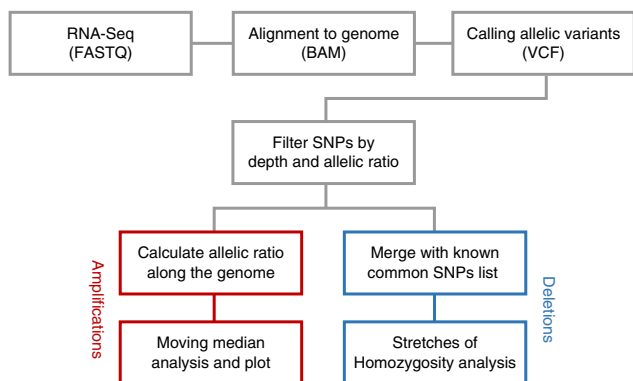 RNA-Seq
(FASTQ)
Alignment to genome
(BAM)
Calling allelic variants
(VCF)
Filter SNPs by
depth and allelic ratio
Amplifications
Calculate allelic ratio
along the genome
Merge with known
common SNPs list
Deletions
Moving median
analysis and plot
Stretches of
Homozygosity analysis